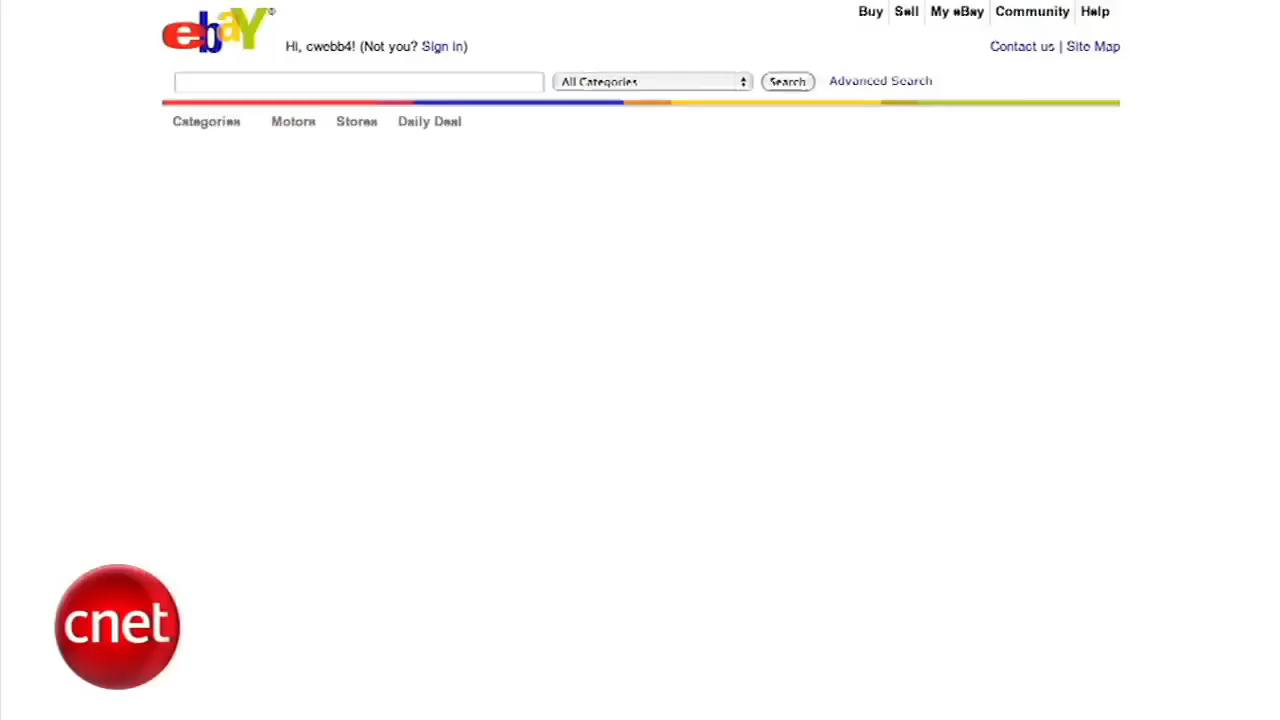 ebay®
Buy Sell My eBay Community Help
Hi, cwebb4! (Not you? Sign in)
Contact us | Site Map
All Categories Search Advanced Search
Categories Motors Stores Daily Deal
cnet